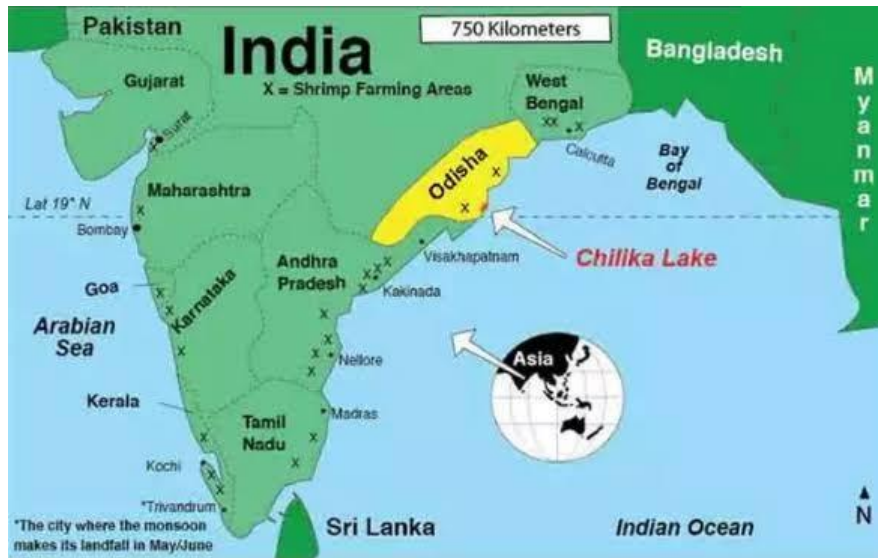 Pakistan
India
750 Kilometers
Bangladesh
Myanmar
Gujarat
X = Shrimp Farming Areas
West
Bengal
X
X
Surat
XX
X
Calcutta
Bay
of
Bengal
Odisha
X
X
Maharashtra
Lat 19° N
X
Bombay
Chilika Lake
Visakhapatnam
Andhra
Pradesh
X
X
X
X
Kakinada
Goa
X
X
Karnataka
X
Arabian
Sea
X
X
X
X
Nellore
X
Asia
Kerala
Tamil
Nadu
Madras
X
X
X
Kochi
X
X
*Trivandrum
*The city where the monsoon
makes its landfall in May/June
Sri Lanka
Indian Ocean
N